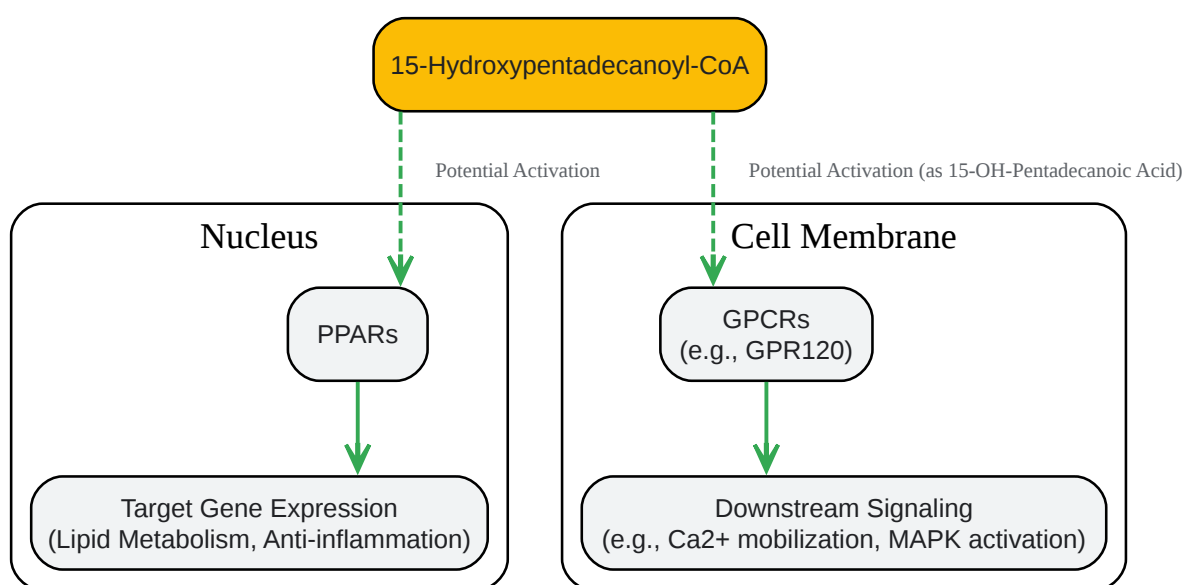 15-Hydroxypentadecanoyl-CoA
Potential Activation
Potential Activation (as 15-OH-Pentadecanoic Acid)
Nucleus
Cell Membrane
PPARs
GPCRs
(e.g., GPR120)
Target Gene Expression
(Lipid Metabolism, Anti-inflammation)
Downstream Signaling
(e.g., Ca2+ mobilization, MAPK activation)